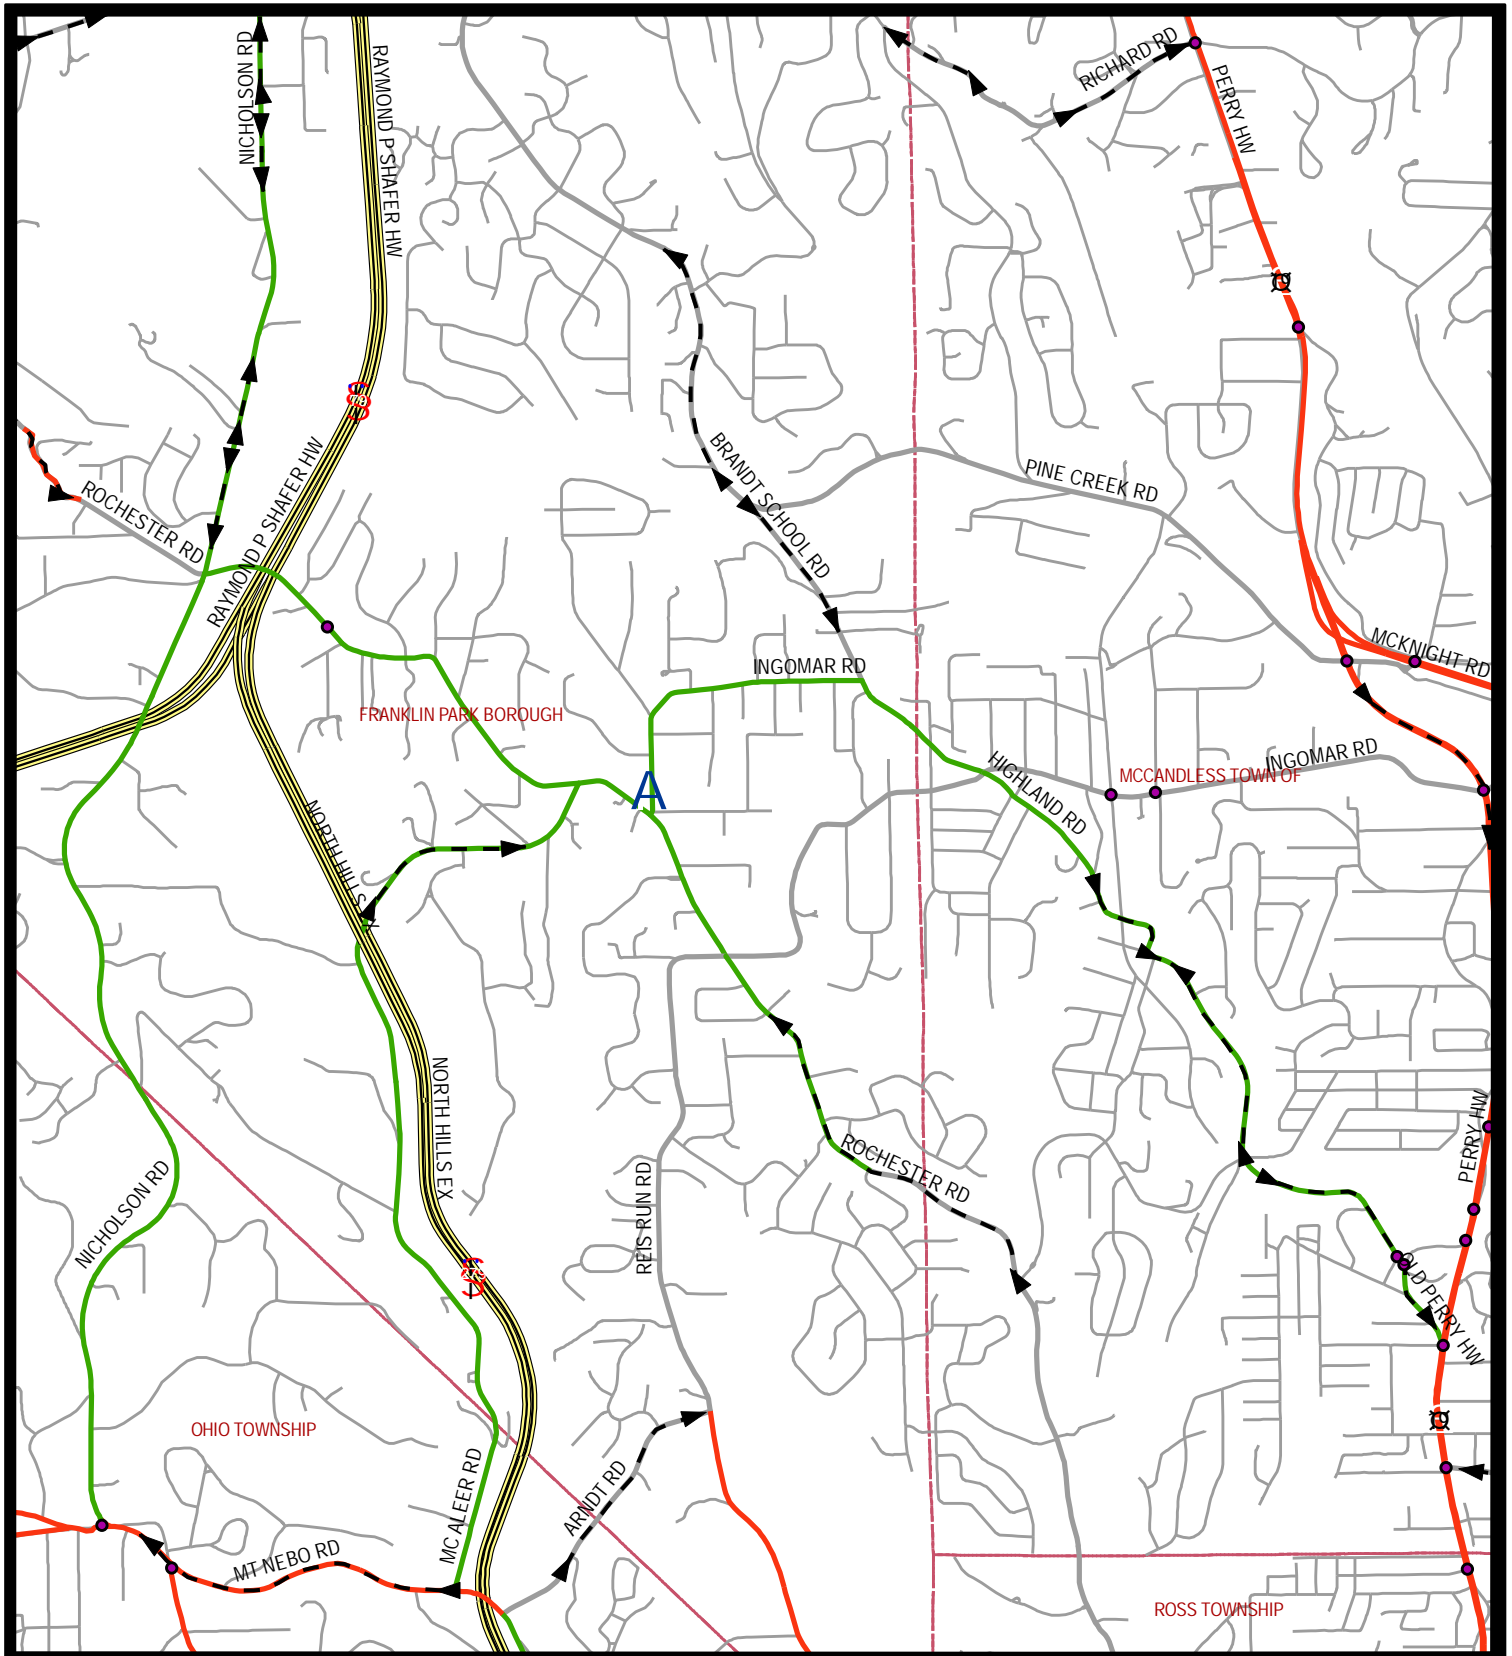 NICHOLSON RD
RAYMOND P SHAFER HW
RICHARD RD
PERRY HW
ROCHESTER RD
RAYMOND P SHAFER HW
BRANDT SCHOOL RD
PINE CREEK RD
MCKNIGHT RD
INGOMAR RD
FRANKLIN PARK BOROUGH
HIGHLAND RD
INGOMAR RD
MCCANDLESS TOWN OF
A
NORTH HILLS EX
NORTH HILLS EX
NICHOLSON RD
REIS RUN RD
ROCHESTER RD
PERRY HW
OLD PERRY HW
OHIO TOWNSHIP
MC ALEER RD
ARNDT RD
MT NEBO RD
ROSS TOWNSHIP